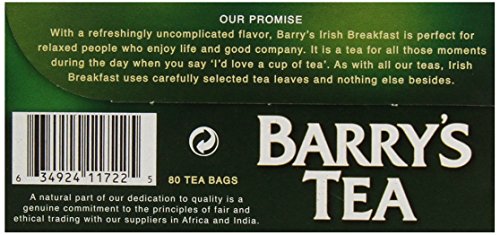 OUR PROMISE
With a refreshingly uncomplicated flavor, Barry's Irish Breakfast is perfect for
relaxed people who enjoy life and good company. It is a tea for all those moments
during the day when you say ‘I'd love a cup of tea’. As with all our teas, Irish
Breakfast uses carefully selected tea leaves and nothing else besides.
6 34924 11722 5
80 TEA BAGS
BARRY'S
TEA
A natural part of our dedication to quality is a
genuine commitment to the principles of fair and
ethical trading with our suppliers in Africa and India.